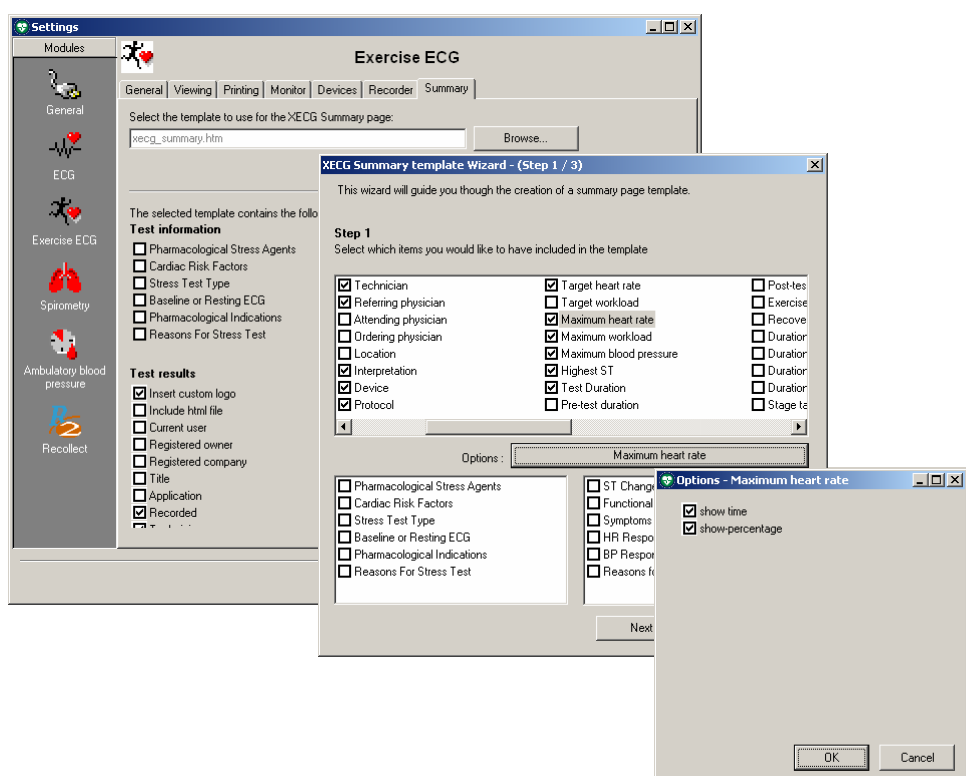 Settings
Modules
General
ECG
Exercise ECG
Spirometry
Ambulatory blood
pressure
Recollect
Exercise ECG
General Viewing Printing Monitor Devices Recorder Summary
Select the template to use for the XECG Summary page:
xecg_summary.htm
Browse...
The selected template contains the follo
Test information
Pharmacological Stress Agents
Cardiac Risk Factors
Stress Test Type
Baseline or Resting ECG
Pharmacological Indications
Reasons For Stress Test
Test results
Insert custom logo
Include html file
Current user
Registered owner
Registered company
Title
Application
Recorded
XECG Summary template Wizard - (Step 1 / 3)
This wizard will guide you though the creation of a summary page template.
Step 1
Select which items you would like to have included in the template
Technician
Referring physician
Attending physician
Ordering physician
Location
Interpretation
Device
Protocol
Target heart rate
Target workload
Maximum heart rate
Maximum workload
Maximum blood pressure
Highest ST
Test Duration
Pre-test duration
Post-tes
Exercise
Recove
Duration
Duration
Duration
Duration
Stage ta
Options :
Maximum heart rate
Pharmacological Stress Agents
Cardiac Risk Factors
Stress Test Type
Baseline or Resting ECG
Pharmacological Indications
Reasons For Stress Test
ST Change
Functional
Symptoms
HR Respo
BP Respor
Reasons fo
Next
Options - Maximum heart rate
show time
show-percentage
OK
Cancel